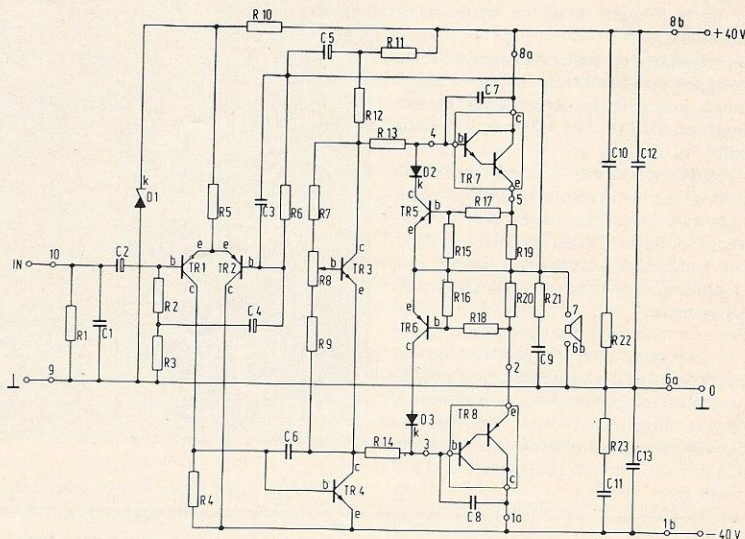 R10
8b
+40V
C5
R11
8a
C7
R12
R13
4
b
c
TR7
e
5
C10
C12
k
D1
R5
C3
R6
R7
D2
k
c
TR5
b
R17
e
R15
R19
IN
10
C2
e
e
b
TR1
TR2
b
c
c
R8
b
c
TR3
e
R2
C4
R1
C1
R3
R9
R16
R20
R21
e
TR6
b
R18
c
7
6b
C9
R22
2
9
6a
0
D3
k
TR8
e
C6
R14
3
b
c
R23
C13
R4
c
b
TR4
e
C8
1a
C11
1b
-40V